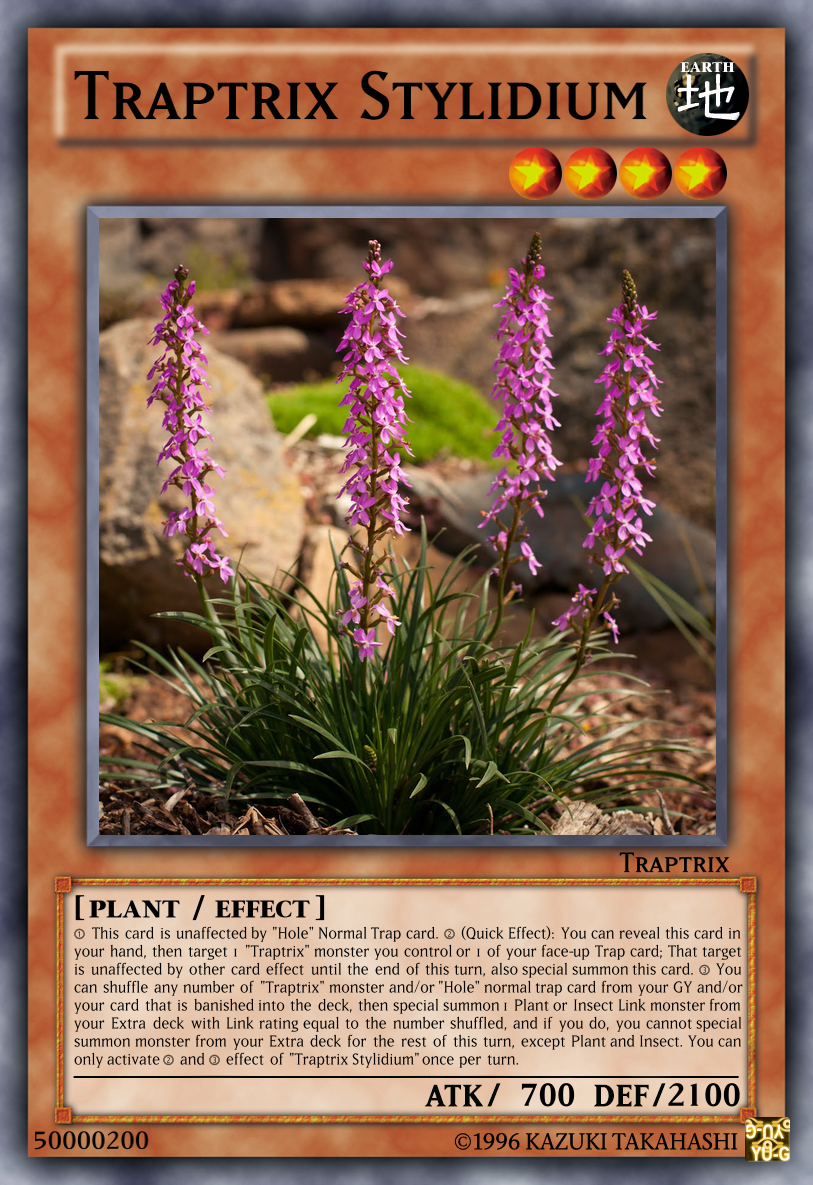 Traptrix Stylidium
EARTH
地
Traptrix
[ PLANT / EFFECT ]
① This card is unaffected by "Hole" Normal Trap card. ② (Quick Effect): You can reveal this card in
your hand, then target 1 "Traptrix" monster you control or 1 of your face-up Trap card; That target
is unaffected by other card effect until the end of this turn, also special summon this card. ③ You
can shuffle any number of "Traptrix" monster and/or "Hole" normal trap card from your GY and/or
your card that is banished into the deck, then special summon 1 Plant or Insect Link monster from
your Extra deck with Link rating equal to the number shuffled, and if you do, you cannot special
summon monster from your Extra deck for the rest of this turn, except Plant and Insect. You can
only activate ② and ③ effect of "Traptrix Stylidium" once per turn.
ATK/ 700 DEF/2100
50000200 ©1996 KAZUKI TAKAHASHI